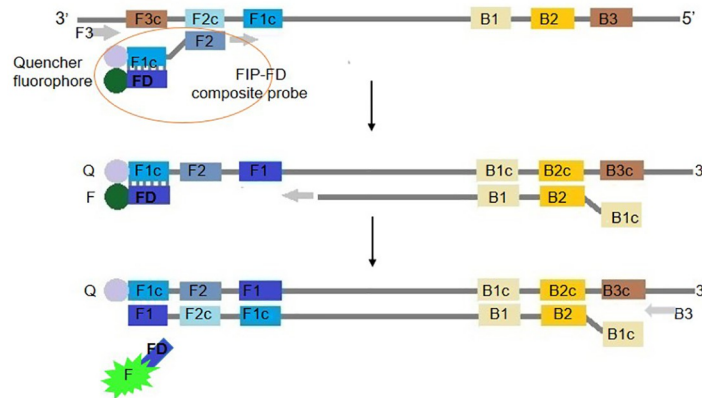 3’ F3c F2c F1c B1 B2 B3 5’
F3 F2
Quencher F1c FIP-FD
fluorophore FD composite probe
Q F1c F2 F1 B1c B2c B3c 3
F FD B1 B2
B1c
Q F1c F2 F1 B1c B2c B3c 3
F1 F2c F1c B1 B2 B3
B1c
FD
F